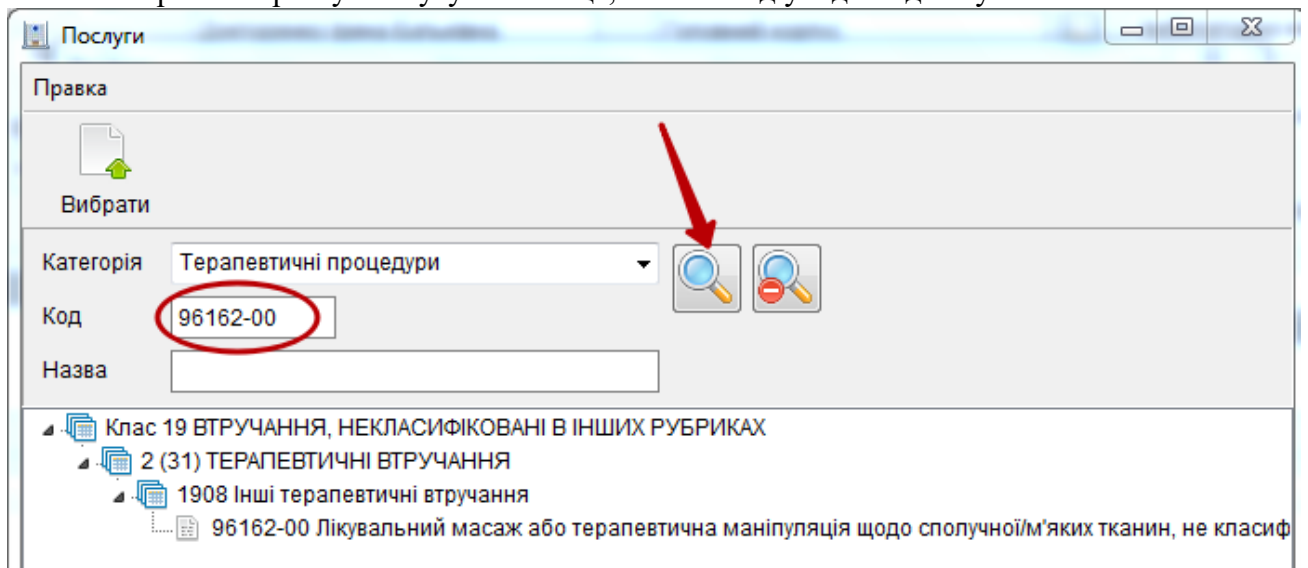 Послуги
Правка
Вибрати
Категорія Терапевтичні процедури
Код 96162-00
Назва
Клас 19 ВТРУЧАННЯ, НЕКЛАСИФІКОВАНІ В ІНШИХ РУБРИКАХ
2 (31) ТЕРАПЕВТИЧНІ ВТРУЧАННЯ
1908 Інші терапевтичні втручання
96162-00 Лікувальний масаж або терапевтична маніпуляція щодо сполучної/м'яких тканин, не класиф